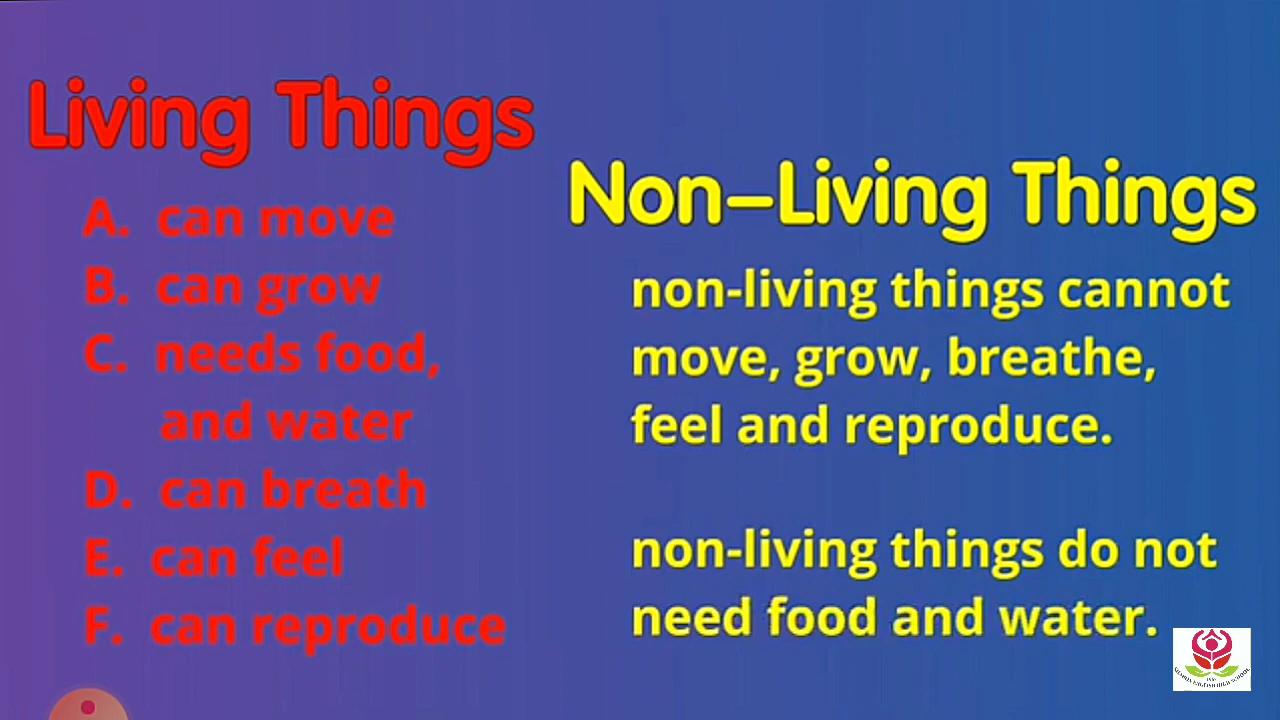 Living Things
A. can move
B. can grow
C. needs food,
and water
D. can breath
E. can feel
F. can reproduce
Non-Living Things
non-living things cannot
move, grow, breathe,
feel and reproduce.
non-living things do not
need food and water.